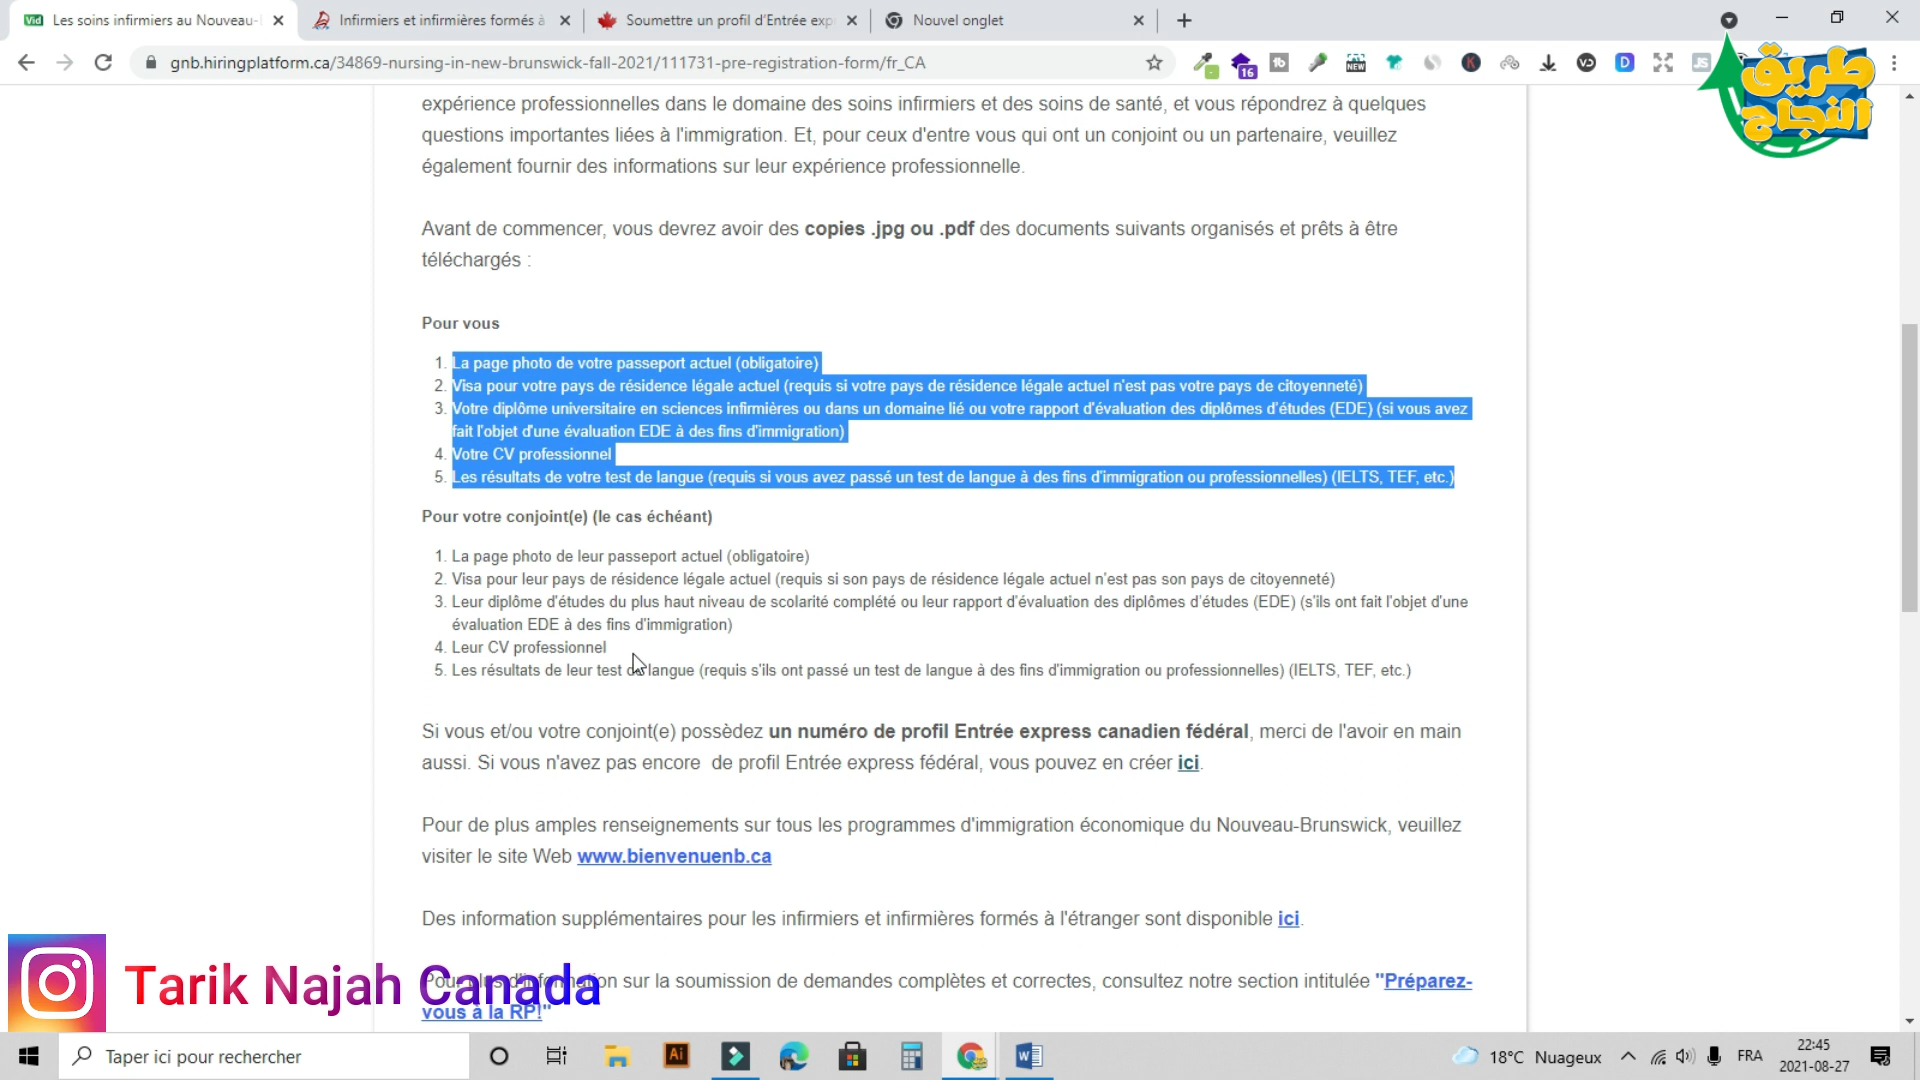 Les soins infirmiers au Nouveau-
Infirmiers et infirmières formés à
Soumettre un profil d'Entrée exp
Nouvel onglet
gnb.hiringplatform.ca/34869-nursing-in-new-brunswick-fall-2021/111731-pre-registration-form/fr_CA
طريق
النجاح
expérience professionnelles dans le domaine des soins infirmiers et des soins de santé, et vous répondrez à quelques
questions importantes liées à l'immigration. Et, pour ceux d'entre vous qui ont un conjoint ou un partenaire, veuillez
également fournir des informations sur leur expérience professionnelle.
Avant de commencer, vous devrez avoir des copies .jpg ou .pdf des documents suivants organisés et prêts à être
téléchargés :
Pour vous
1. La page photo de votre passeport actuel (obligatoire)
2. Visa pour votre pays de résidence légale actuel (requis si votre pays de résidence légale actuel n'est pas votre pays de citoyenneté)
3. Votre diplôme universitaire en sciences infirmières ou dans un domaine lié ou votre rapport d'évaluation des diplômes d'études (EDE) (si vous avez
fait l'objet d'une évaluation EDE à des fins d'immigration)
4. Votre CV professionnel
5. Les résultats de votre test de langue (requis si vous avez passé un test de langue à des fins d'immigration ou professionnelles) (IELTS, TEF, etc.)
Pour votre conjoint(e) (le cas échéant)
1. La page photo de leur passeport actuel (obligatoire)
2. Visa pour leur pays de résidence légale actuel (requis si son pays de résidence légale actuel n'est pas son pays de citoyenneté)
3. Leur diplôme d'études du plus haut niveau de scolarité complété ou leur rapport d'évaluation des diplômes d'études (EDE) (s'ils ont fait l'objet d'une
évaluation EDE à des fins d'immigration)
4. Leur CV professionnel
5. Les résultats de leur test de langue (requis s'ils ont passé un test de langue à des fins d'immigration ou professionnelles) (IELTS, TEF, etc.)
Si vous et/ou votre conjoint(e) possèdez un numéro de profil Entrée express canadien fédéral, merci de l'avoir en main
aussi. Si vous n'avez pas encore de profil Entrée express fédéral, vous pouvez en créer ici.
Pour de plus amples renseignements sur tous les programmes d'immigration économique du Nouveau-Brunswick, veuillez
visiter le site Web www.bienvenuenb.ca
Des information supplémentaires pour les infirmiers et infirmières formés à l'étranger sont disponible ici.
Pour plus d'information sur la soumission de demandes complètes et correctes, consultez notre section intitulée "Préparez-
vous à la RP!"
Tarik Najah Canada
Taper ici pour rechercher
18°C Nuageux
FRA
22:45
2021-08-27